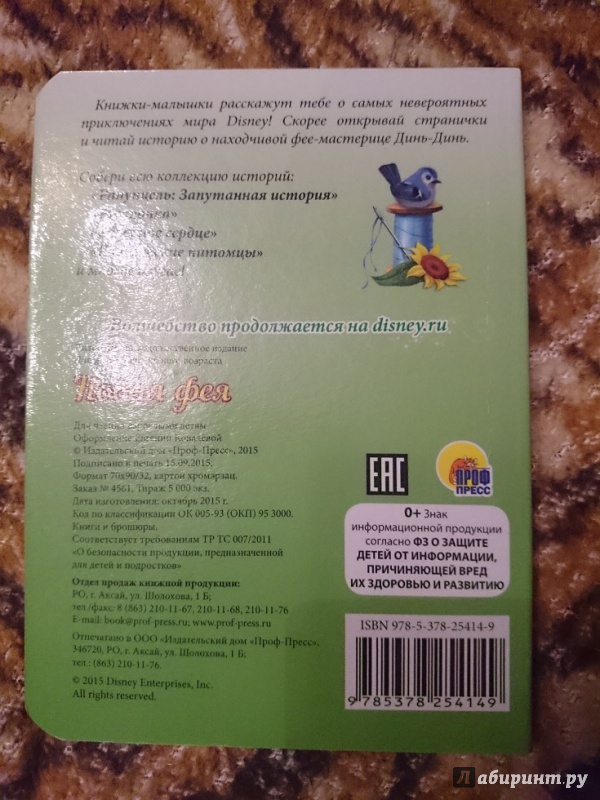 Книжки-малышки расскажут тебе о самых невероятных
приключениях мира Disney! Скорее открывай странички
и читай историю о находчивой фее-мастерице Динь-Динь.
Собери всю коллекцию историй:
«Рапунцель: Запутанная история»
сердце»
питомцы»
и
Волшебство продолжается на disney.ru
издание
возраста
фея
Для чтения взрослыми детям
Оформление Евгении Ковалёвой
© Издательский дом «Проф-Пресс», 2015
Подписано в печать 15.09.2015.
Формат 70х90/32, картон хромэрзац.
Заказ № 4561. Тираж 5 000 экз.
Дата изготовления: октябрь 2015 г.
Код по классификации ОК 005-93 (ОКП) 95 3000.
Книги и брошюры.
Соответствует требованиям ТР ТС 007/2011
«О безопасности продукции, предназначенной
для детей и подростков»
Отдел продаж книжной продукции:
РО, г. Аксай, ул. Шолохова, 1 Б;
тел./факс: 8 (863) 210-11-67, 210-11-68, 210-11-76
E-mail: book@prof-press.ru; www.prof-press.ru
Отпечатано в ООО «Издательский дом «Проф-Пресс»,
346720, РО, г. Аксай, ул. Шолохова, 1 Б;
тел.: (863) 210-11-76.
© 2015 Disney Enterprises, Inc.
All rights reserved.
EAC
ПРОФ
ПРЕСС
0+ Знак
информационной продукции
согласно ФЗ О ЗАЩИТЕ
ДЕТЕЙ ОТ ИНФОРМАЦИИ,
ПРИЧИНЯЮЩЕЙ ВРЕД
ИХ ЗДОРОВЬЮ И РАЗВИТИЮ
ISBN 978-5-378-25414-9
9 785378 254149
Лабиринт.ру